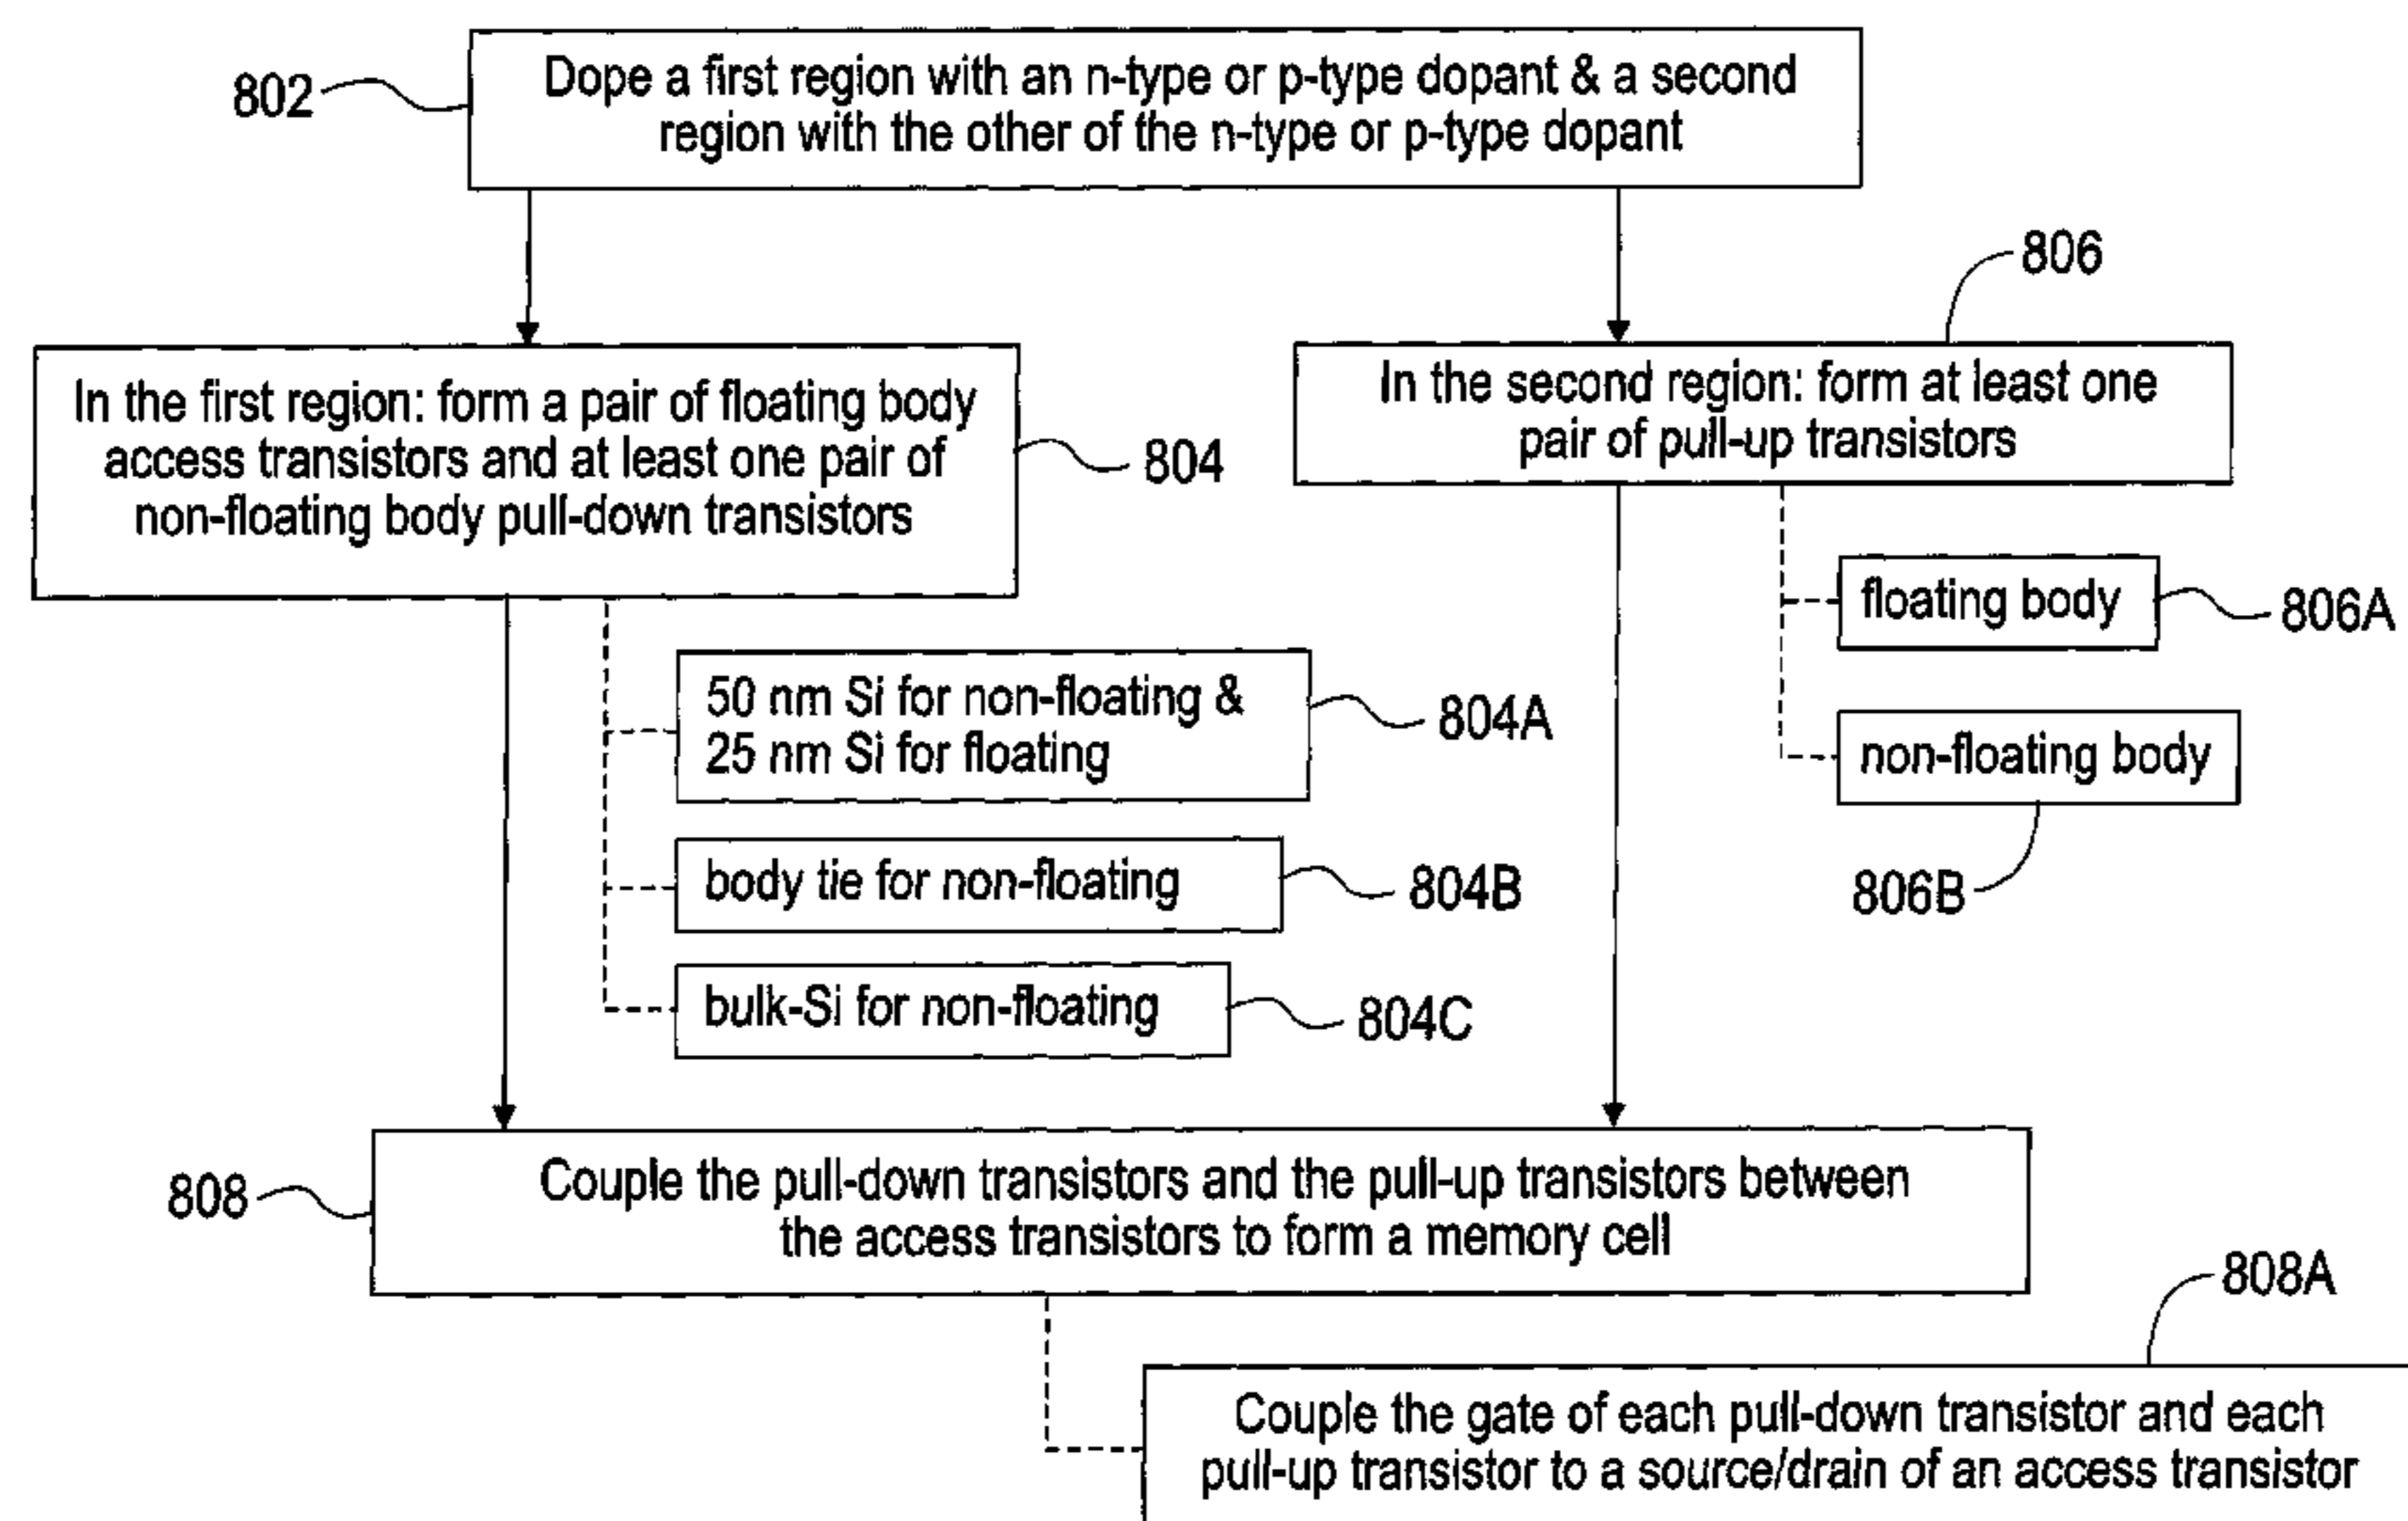 802
Dope a first region with an n-type or p-type dopant & a second
region with the other of the n-type or p-type dopant
806
In the first region: form a pair of floating body
access transistors and at least one pair of
non-floating body pull-down transistors
804
In the second region: form at least one
pair of pull-up transistors
floating body
806A
non-floating body
806B
50 nm Si for non-floating &
25 nm Si for floating
804A
body tie for non-floating
804B
bulk-Si for non-floating
804C
808
Couple the pull-down transistors and the pull-up transistors between
the access transistors to form a memory cell
808A
Couple the gate of each pull-down transistor and each
pull-up transistor to a source/drain of an access transistor